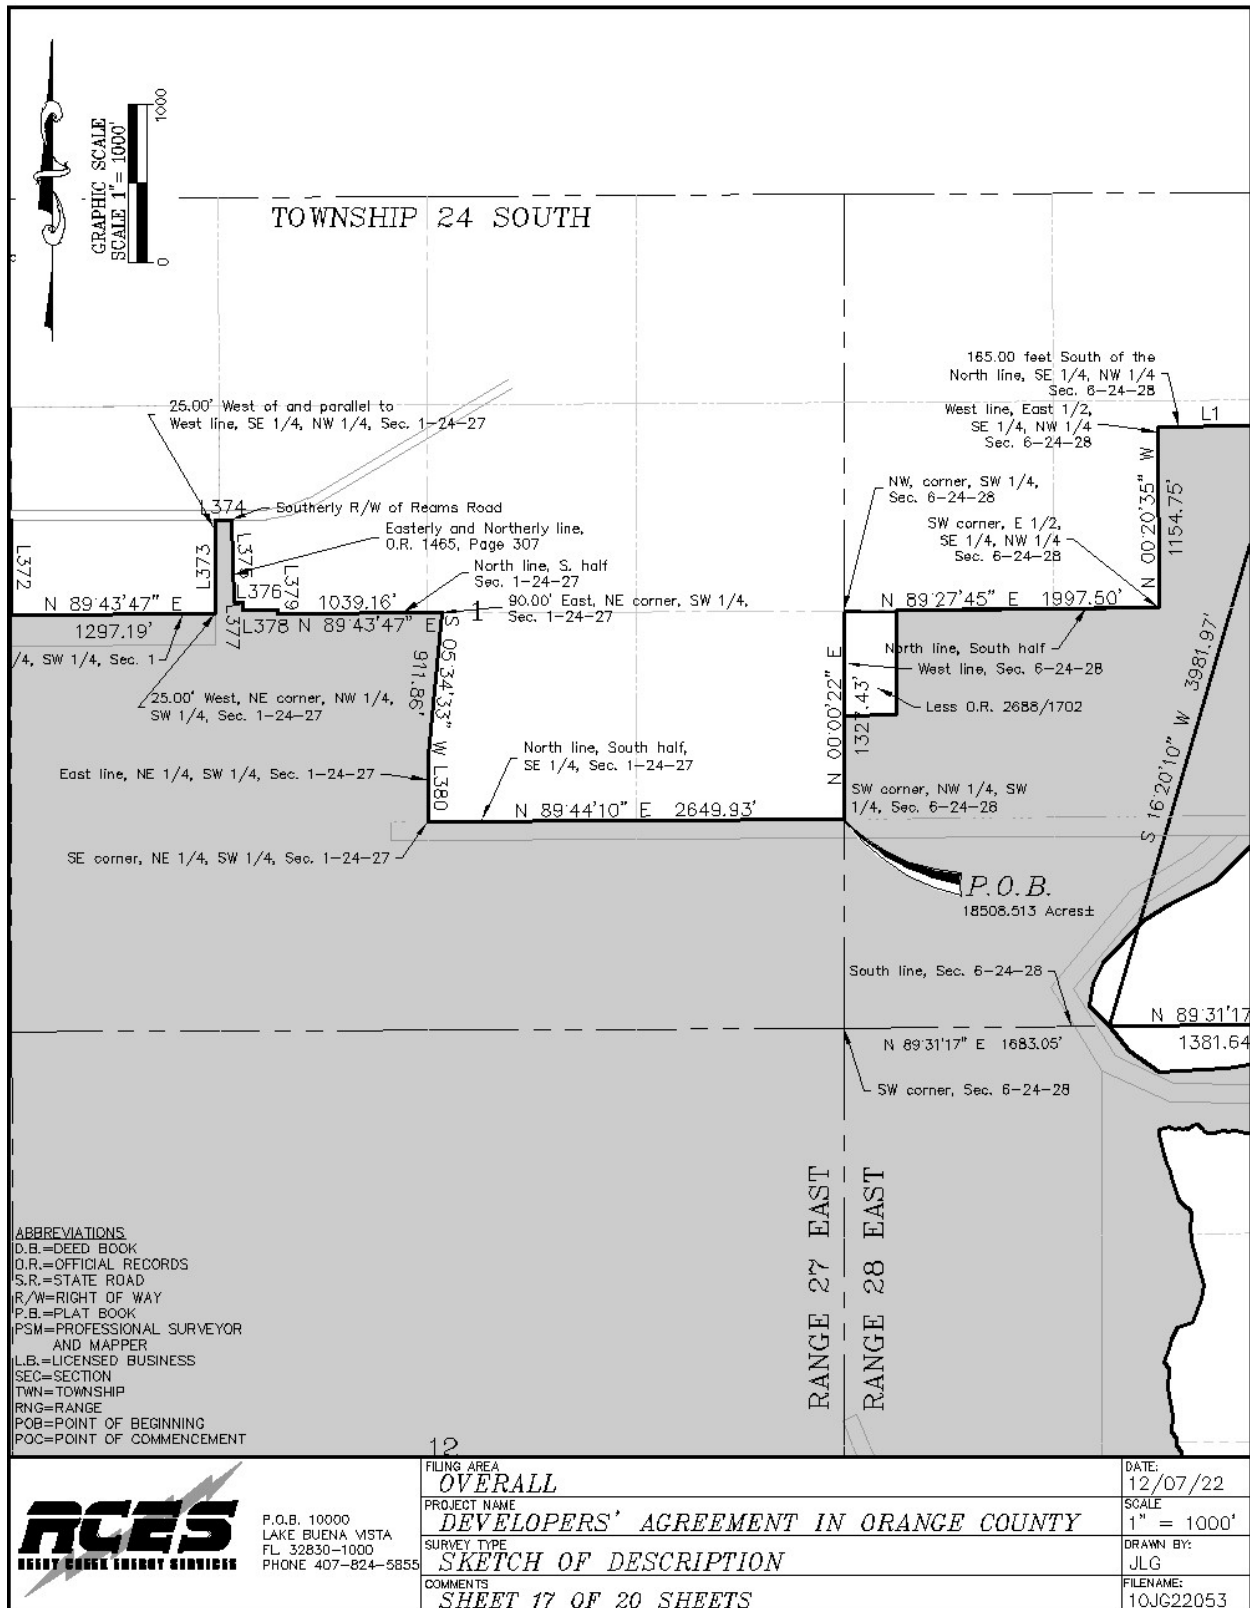 GRAPHIC SCALE
SCALE 1" = 1000'
0
1000
TOWNSHIP 24 SOUTH
165.00 feet South of the
North line, SE 1/4, NW 1/4
Sec. 6-24-28
L1
West line, East 1/2,
SE 1/4, NW 1/4
Sec. 6-24-28
25.00' West of and parallel to
West line, SE 1/4, NW 1/4, Sec. 1-24-27
NW, corner, SW 1/4,
Sec. 6-24-28
N 00°20'35" W
1154.75'
L374
Southerly R/W of Reams Road
SW corner, E 1/2,
SE 1/4, NW 1/4
Sec. 6-24-28
Easterly and Northerly line,
O.R. 1465, Page 307
L372
L373
L376
L379
North line, S. half
Sec. 1-24-27
N 89°43'47" E
1297.19'
1039.16'
90.00' East, NE corner, SW 1/4,
Sec. 1-24-27
1
N 89°27'45" E 1997.50'
L377
L378 N 89°43'47" E
/4, SW 1/4, Sec. 1
North line, South half
West line, Sec. 6-24-28
S 05°34'33" W L380
911.86'
25.00' West, NE corner, NW 1/4,
SW 1/4, Sec. 1-24-27
N 00°00'22" E
Less O.R. 2688/1702
S 16°20'10" W 3981.97'
North line, South half,
SE 1/4, Sec. 1-24-27
East line, NE 1/4, SW 1/4, Sec. 1-24-27
SW corner, NW 1/4, SW
1/4, Sec. 6-24-28
N 89°44'10" E 2649.93'
SE corner, NE 1/4, SW 1/4, Sec. 1-24-27
P.O.B.
18508.513 Acres±
South line, Sec. 6-24-28
N 89°31'17
1381.64
N 89°31'17" E 1683.05'
SW corner, Sec. 6-24-28
RANGE 27 EAST
RANGE 28 EAST
ABBREVIATIONS
D.B.=DEED BOOK
O.R.=OFFICIAL RECORDS
S.R.=STATE ROAD
R/W=RIGHT OF WAY
P.B.=PLAT BOOK
PSM=PROFESSIONAL SURVEYOR
AND MAPPER
L.B.=LICENSED BUSINESS
SEC=SECTION
TWN=TOWNSHIP
RNG=RANGE
POB=POINT OF BEGINNING
POC=POINT OF COMMENCEMENT
12
RCES
REEDY CREEK ENERGY SERVICES
P.O.B. 10000
LAKE BUENA VISTA
FL 32830-1000
PHONE 407-824-5855
FILING AREA
OVERALL
PROJECT NAME
DEVELOPERS' AGREEMENT IN ORANGE COUNTY
SURVEY TYPE
SKETCH OF DESCRIPTION
COMMENTS
SHEET 17 OF 20 SHEETS
DATE:
12/07/22
SCALE
1" = 1000'
DRAWN BY:
JLG
FILENAME:
10JG22053